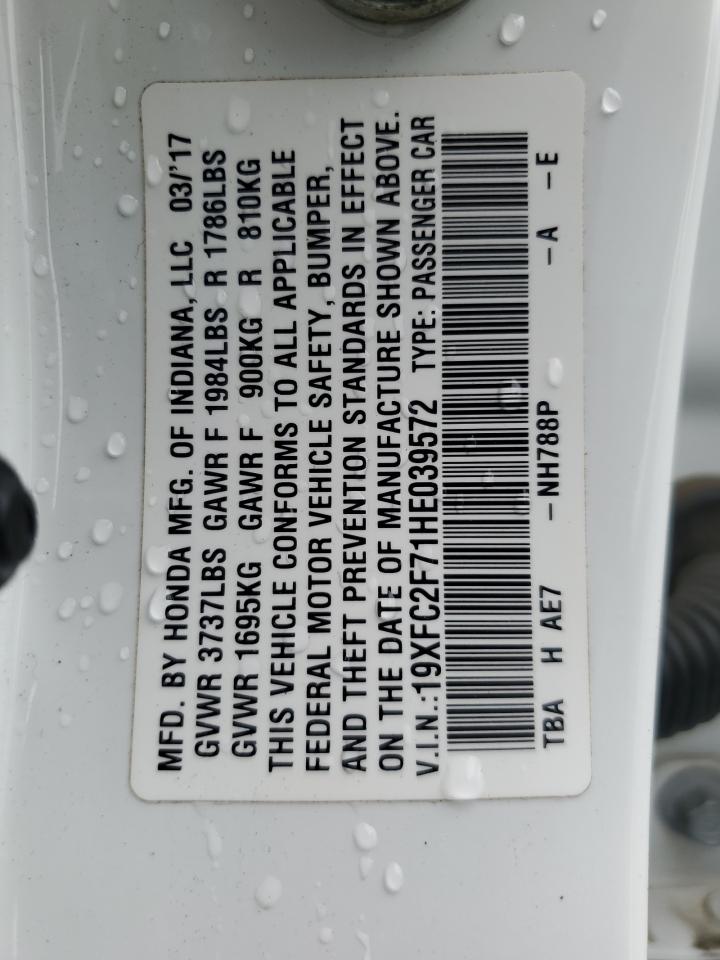 MFD. BY HONDA MFG. OF INDIANA, LLC 03/'17
GVWR 3737LBS GAWR F 1984LBS R 1786LBS
GVWR 1695KG GAWR F 900KG R 810KG
THIS VEHICLE CONFORMS TO ALL APPLICABLE
FEDERAL MOTOR VEHICLE SAFETY, BUMPER,
AND THEFT PREVENTION STANDARDS IN EFFECT
ON THE DATE OF MANUFACTURE SHOWN ABOVE.
V.I.N.:19XFC2F71HE039572 TYPE: PASSENGER CAR
TBA H AE7 -NH788P -A -E